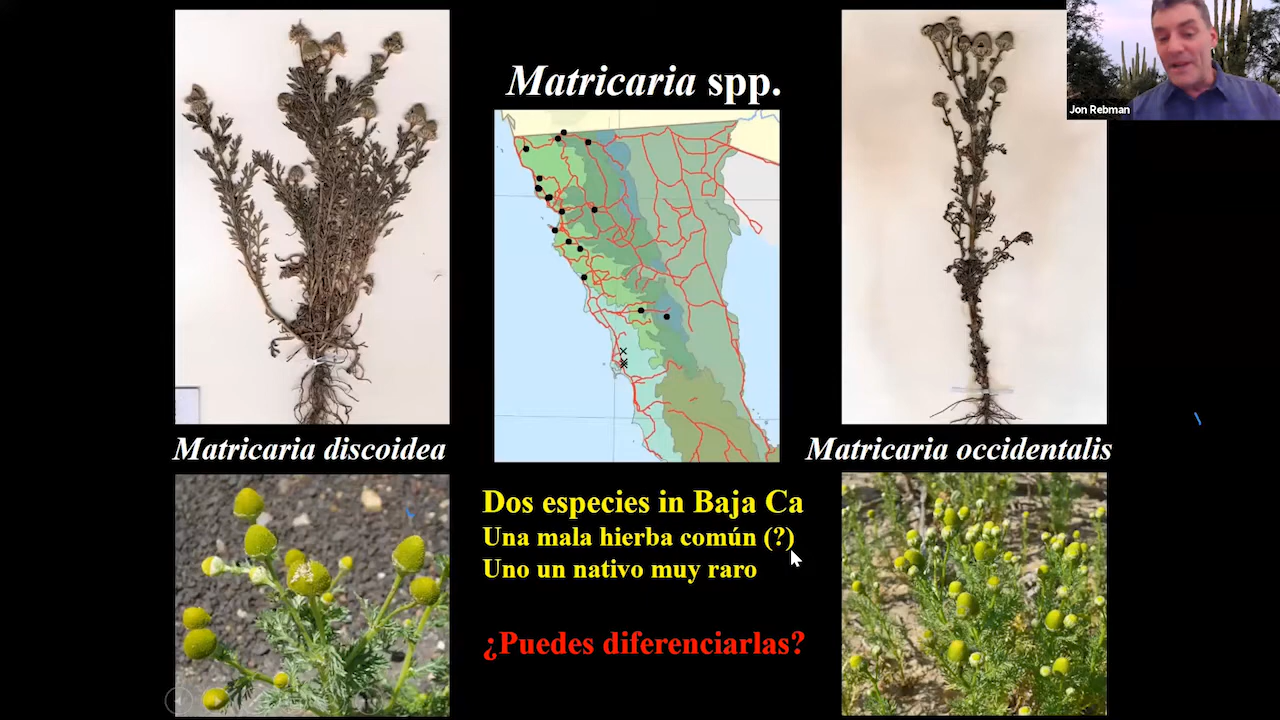 Matricaria spp.
Jon Rebman
Matricaria discoidea
Matricaria occidentalis
Dos especies in Baja Ca
Una mala hierba común (?)
Uno un nativo muy raro
¿Puedes diferenciarlas?